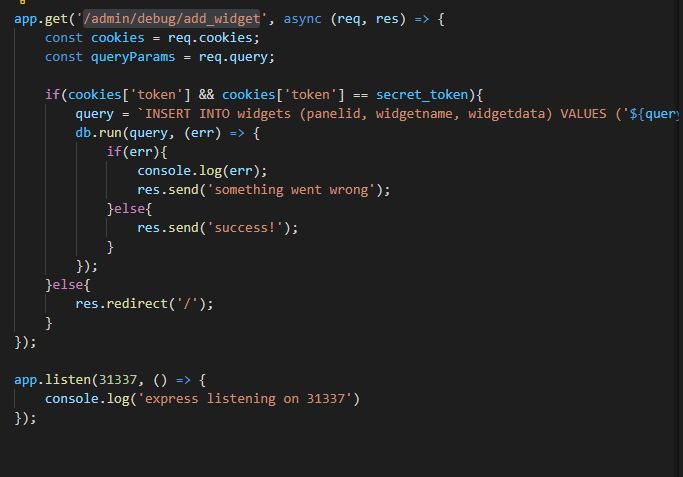 app.get('/admin/debug/add_widget', async (req, res) => {
    const cookies = req.cookies;
    const queryParams = req.query;

    if(cookies['token'] && cookies['token'] == secret_token){
        query = `INSERT INTO widgets (panelid, widgetname, widgetdata) VALUES ('${query
        db.run(query, (err) => {
            if(err){
                console.log(err);
                res.send('something went wrong');
            }else{
                res.send('success!');
            }
        });
    }else{
        res.redirect('/');
    }
});

app.listen(31337, () => {
    console.log('express listening on 31337')
});